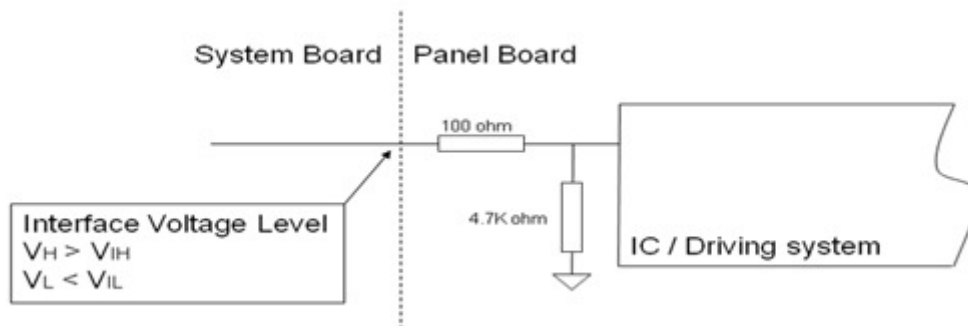 System Board
Panel Board
100 ohm
4.7K ohm
Interface Voltage Level
VH > VIH
VL < VIL
IC / Driving system